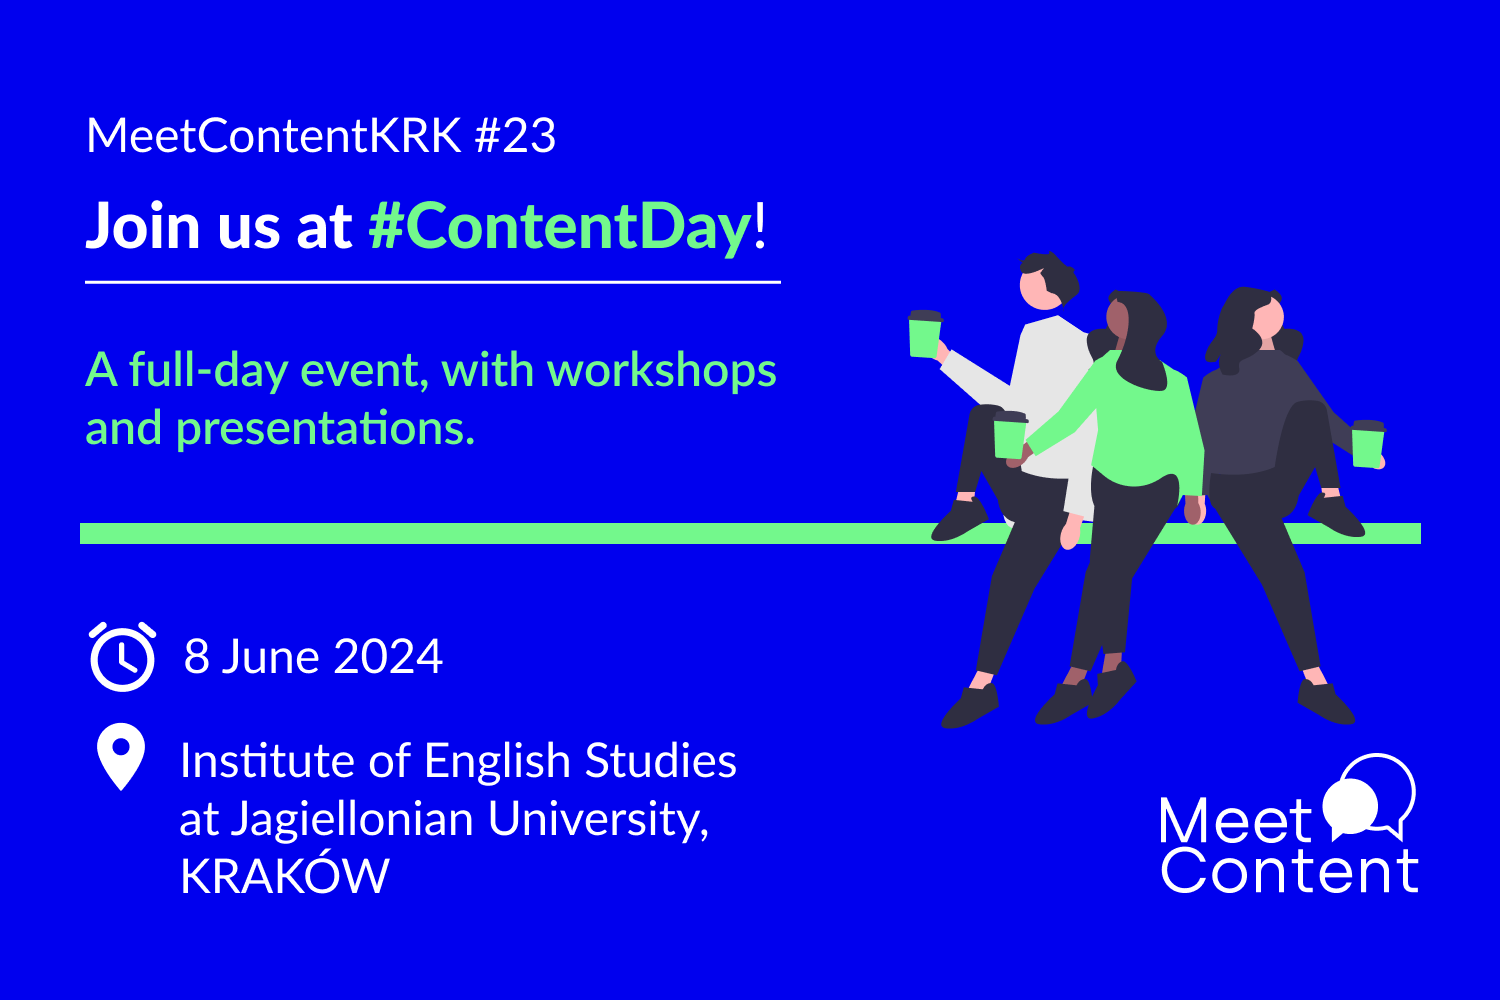 MeetContentKRK #23
Join us at #ContentDay!
A full-day event, with workshops
and presentations.
8 June 2024
Institute of English Studies
at Jagiellonian University,
KRAKÓW
Meet
Content